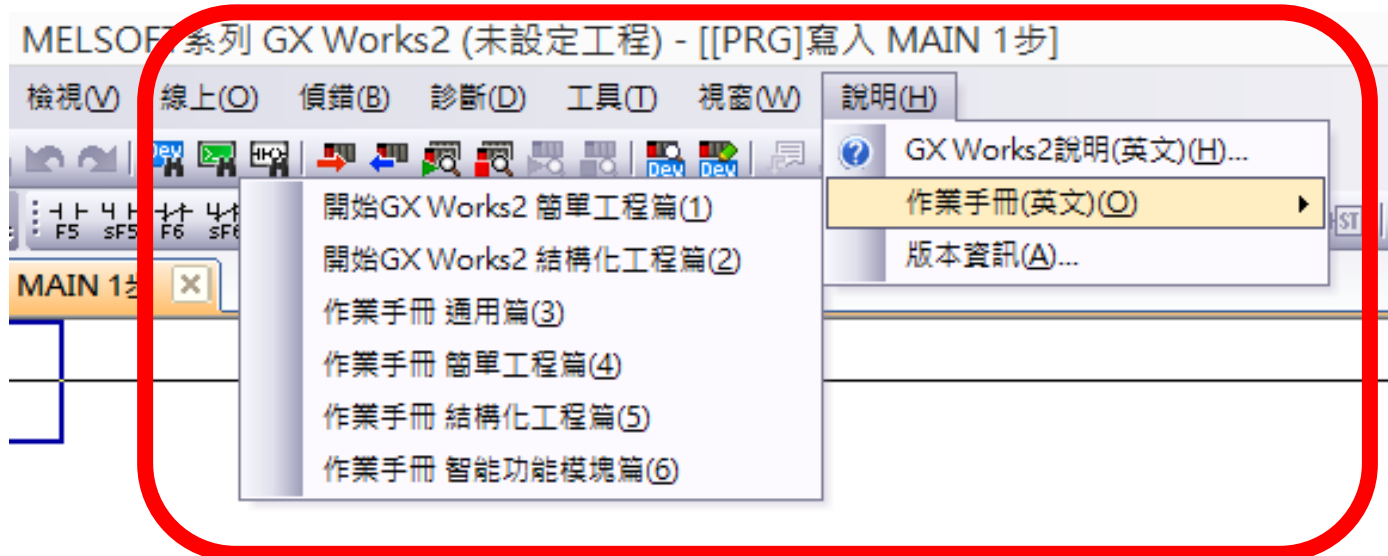 MELSOFT系列 GX Works2 (未設定工程) - [[PRG]寫入 MAIN 1步]
檢視(V) 線上(O) 偵錯(B) 診斷(D) 工具(T) 視窗(W) 說明(H)
Dev Dev Dev
GX Works2說明(英文)(H)...
作業手冊(英文)(O)
版本資訊(A)...
F5 sF5 F6 sF6
ST
MAIN 1步
開始GX Works2 簡單工程篇(1)
開始GX Works2 結構化工程篇(2)
作業手冊 通用篇(3)
作業手冊 簡單工程篇(4)
作業手冊 結構化工程篇(5)
作業手冊 智能功能模塊篇(6)